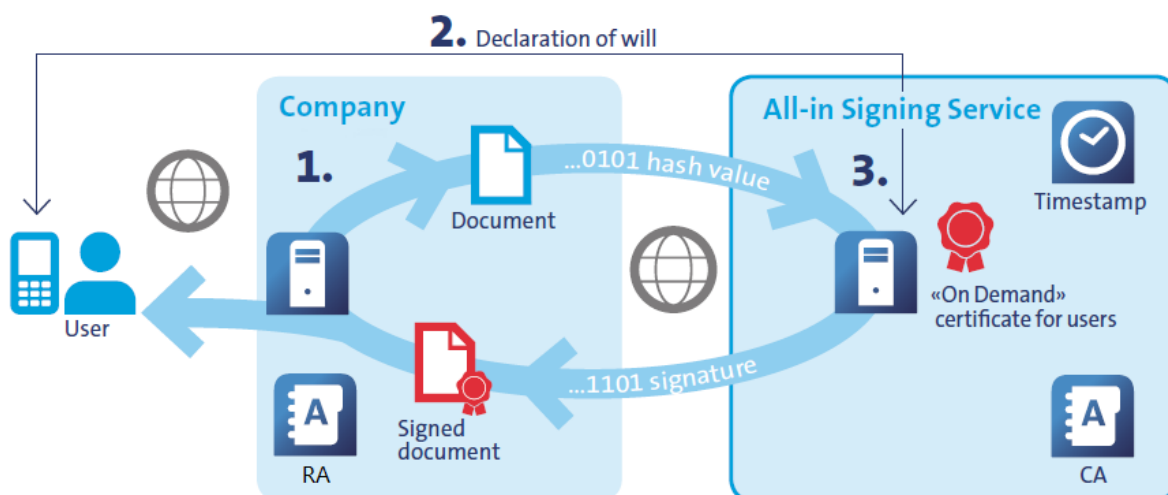 2. Declaration of will
Company
All-in Signing Service
1.
...0101 hash value
3.
Document
Timestamp
User
«On Demand»
certificate for users
...1101 signature
A
RA
Signed
document
A
CA